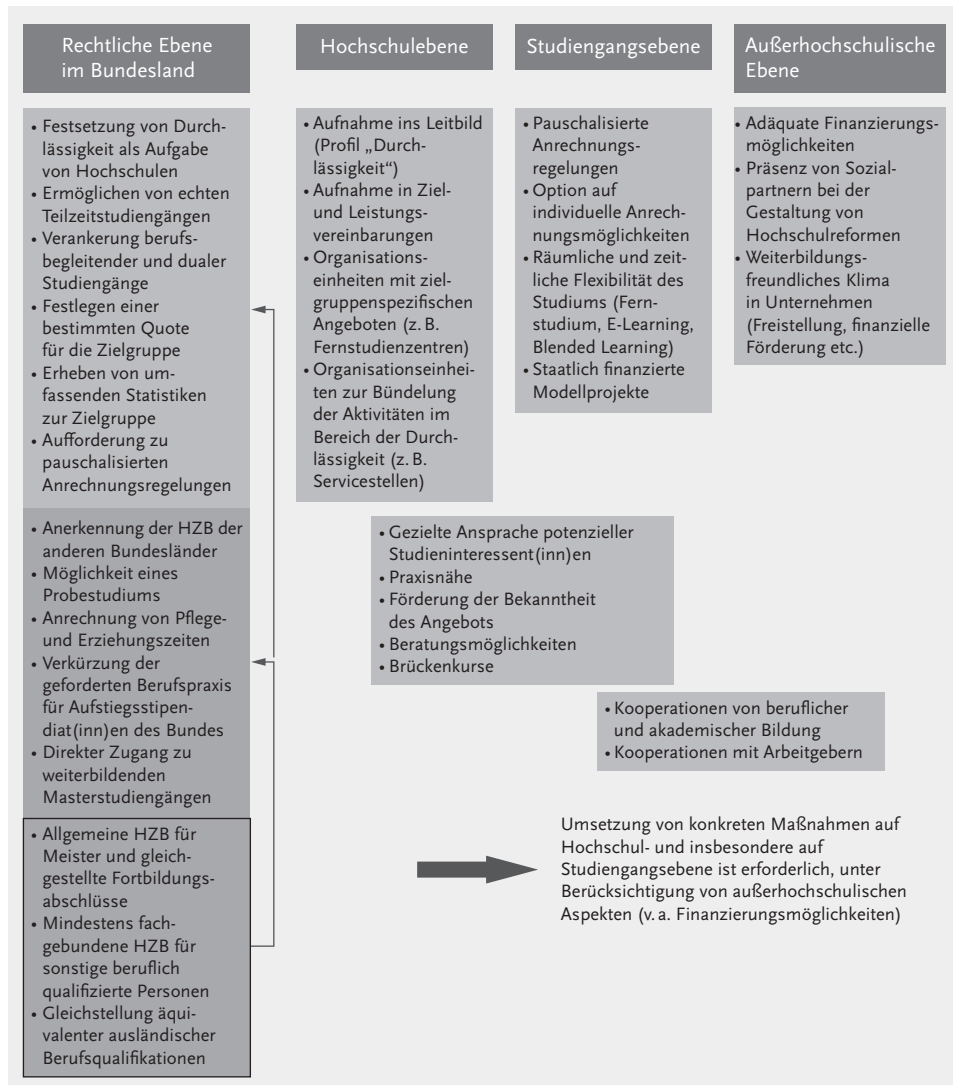 Rechtliche Ebene
im Bundesland
• Festsetzung von Durch-
lässigkeit als Aufgabe
von Hochschulen
• Ermöglichen von echten
Teilzeitstudiengängen
• Verankerung berufs-
begleitender und dualer
Studiengänge
• Festlegen einer
bestimmten Quote
für die Zielgruppe
• Erheben von um-
fassenden Statistiken
zur Zielgruppe
• Aufforderung zu
pauschalisierten
Anrechnungsregelungen
• Anerkennung der HZB der
anderen Bundesländer
• Möglichkeit eines
Probestudiums
• Anrechnung von Pflege-
und Erziehungszeiten
• Verkürzung der
geforderten Berufspraxis
für Aufstiegsstipen-
diat(inn)en des Bundes
• Direkter Zugang zu
weiterbildenden
Masterstudiengängen
• Allgemeine HZB für
Meister und gleich-
gestellte Fortbildungs-
abschlüsse
• Mindestens fach-
gebundene HZB für
sonstige beruflich
qualifizierte Personen
• Gleichstellung äqui-
valenter ausländischer
Berufsqualifikationen
Hochschulebene
• Aufnahme ins Leitbild
(Profil „Durch-
lässigkeit“)
• Aufnahme in Ziel-
und Leistungs-
vereinbarungen
• Organisations-
einheiten mit ziel-
gruppenspezifischen
Angeboten (z. B.
Fernstudienzentren)
• Organisationseinhei-
ten zur Bündelung
der Aktivitäten im
Bereich der Durch-
lässigkeit (z. B.
Servicestellen)
Studiengangsebene
• Pauschalisierte
Anrechnungs-
regelungen
• Option auf
individuelle Anrech-
nungsmöglichkeiten
• Räumliche und zeit-
liche Flexibilität des
Studiums (Fern-
studium, E-Learning,
Blended Learning)
• Staatlich finanzierte
Modellprojekte
Außerhochschulische
Ebene
• Adäquate Finanzierungs-
möglichkeiten
• Präsenz von Sozial-
partnern bei der
Gestaltung von
Hochschulreformen
• Weiterbildungs-
freundliches Klima
in Unternehmen
(Freistellung, finanzielle
Förderung etc.)
• Gezielte Ansprache potenzieller
Studieninteressent(inn)en
• Praxisnähe
• Förderung der Bekanntheit
des Angebots
• Beratungsmöglichkeiten
• Brückenkurse
• Kooperationen von beruflicher
und akademischer Bildung
• Kooperationen mit Arbeitgebern
Umsetzung von konkreten Maßnahmen auf
Hochschul- und insbesondere auf
Studiengangsebene ist erforderlich, unter
Berücksichtigung von außerhochschulischen
Aspekten (v. a. Finanzierungsmöglichkeiten)